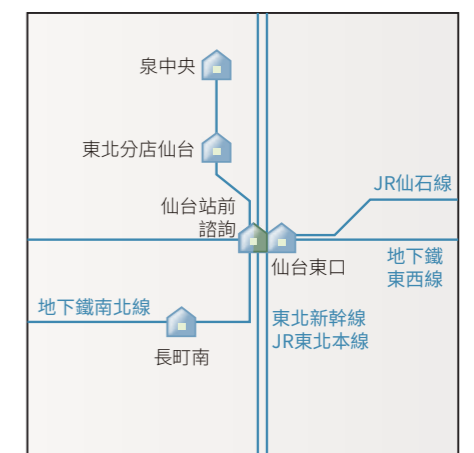 泉中央
東北分店仙台
JR仙石線
仙台站前
諮詢
仙台東口
地下鐵
東西線
地下鐵南北線
東北新幹線
JR東北本線
長町南